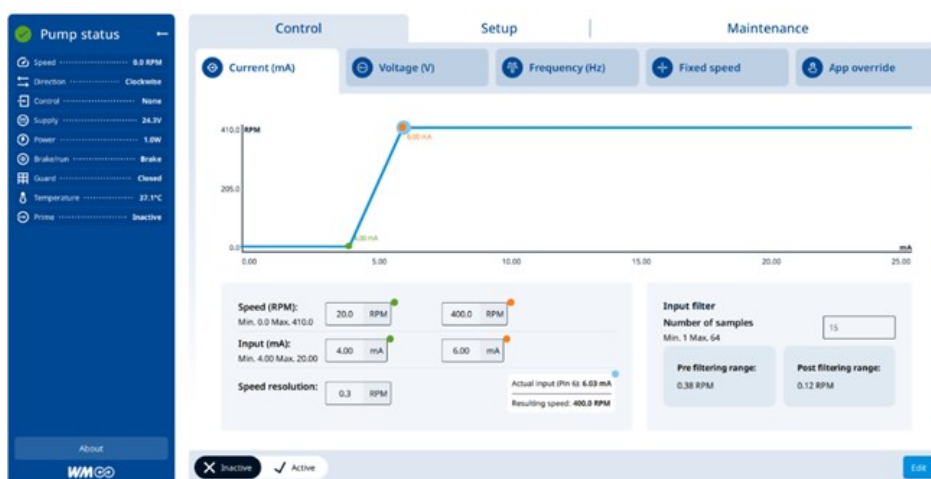 Pump status
Speed 0.0 RPM
Direction Clockwise
Control None
Supply 24.3V
Power 1.0W
Brake/run Brake
Guard Closed
Temperature 37.1°C
Prime Inactive
About
WM
Control
Setup
Maintenance
Current (mA)
Voltage (V)
Frequency (Hz)
Fixed speed
App override
410.0 RPM
6.00 mA
205.0
4.00 mA
0.0
mA
0.00 5.00 10.00 15.00 20.00 25.00
Speed (RPM):
20.0 RPM
400.0 RPM
Min. 0.0 Max. 410.0
Input (mA):
4.00 mA
6.00 mA
Min. 4.00 Max. 20.00
Speed resolution:
0.3 RPM
Actual input (Pin 6): 6.03 mA
Resulting speed: 400.0 RPM
Input filter
Number of samples
15
Min. 1 Max. 64
Pre filtering range:
0.38 RPM
Post filtering range:
0.12 RPM
Inactive
Active
Edit